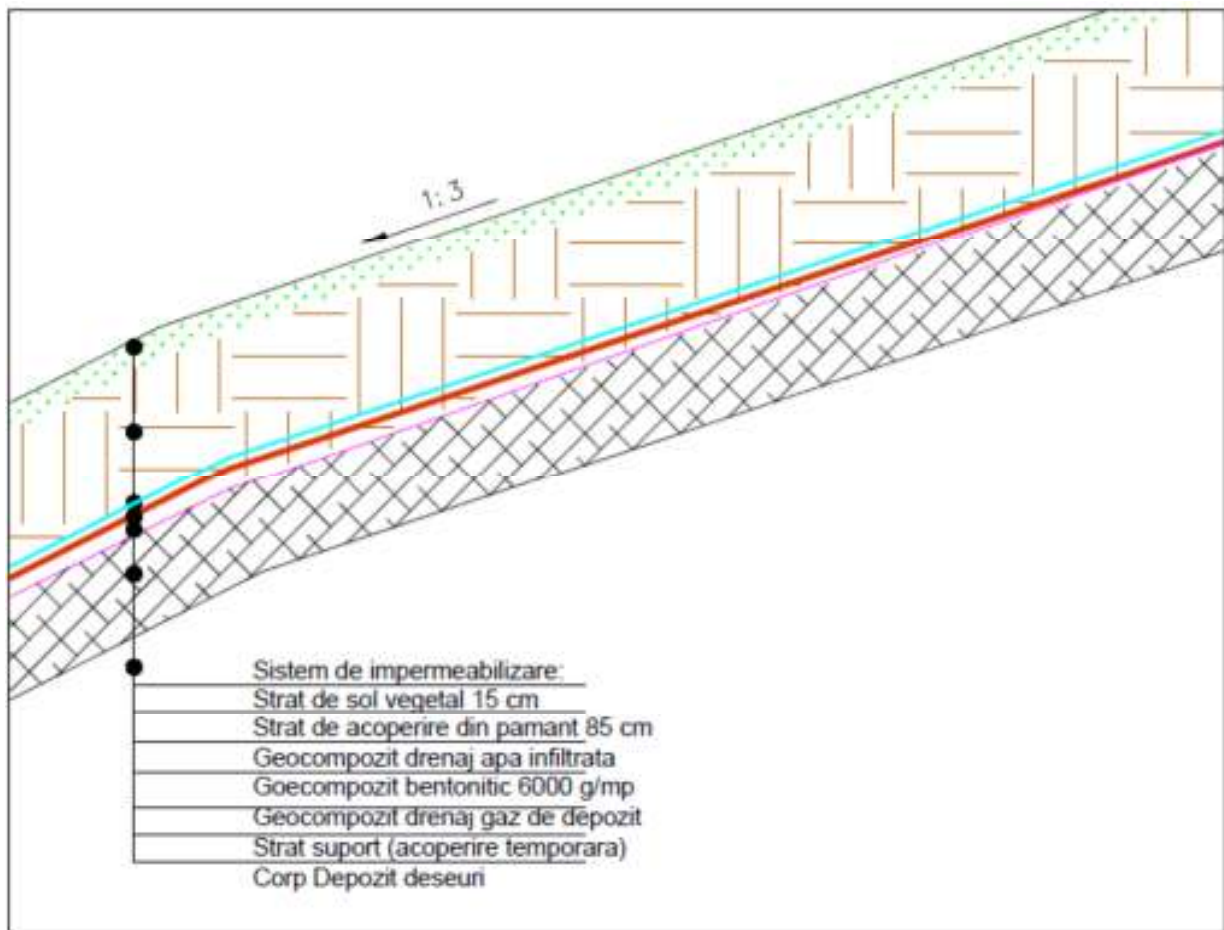 1: 3
Sistem de impermeabilizare:
Strat de sol vegetal 15 cm
Strat de acoperire din pamant 85 cm
Geocompozit drenaj apa infiltrata
Goecompozit bentonitic 6000 g/mp
Geocompozit drenaj gaz de depozit
Strat suport (acoperire temporara)
Corp Depozit deseuri